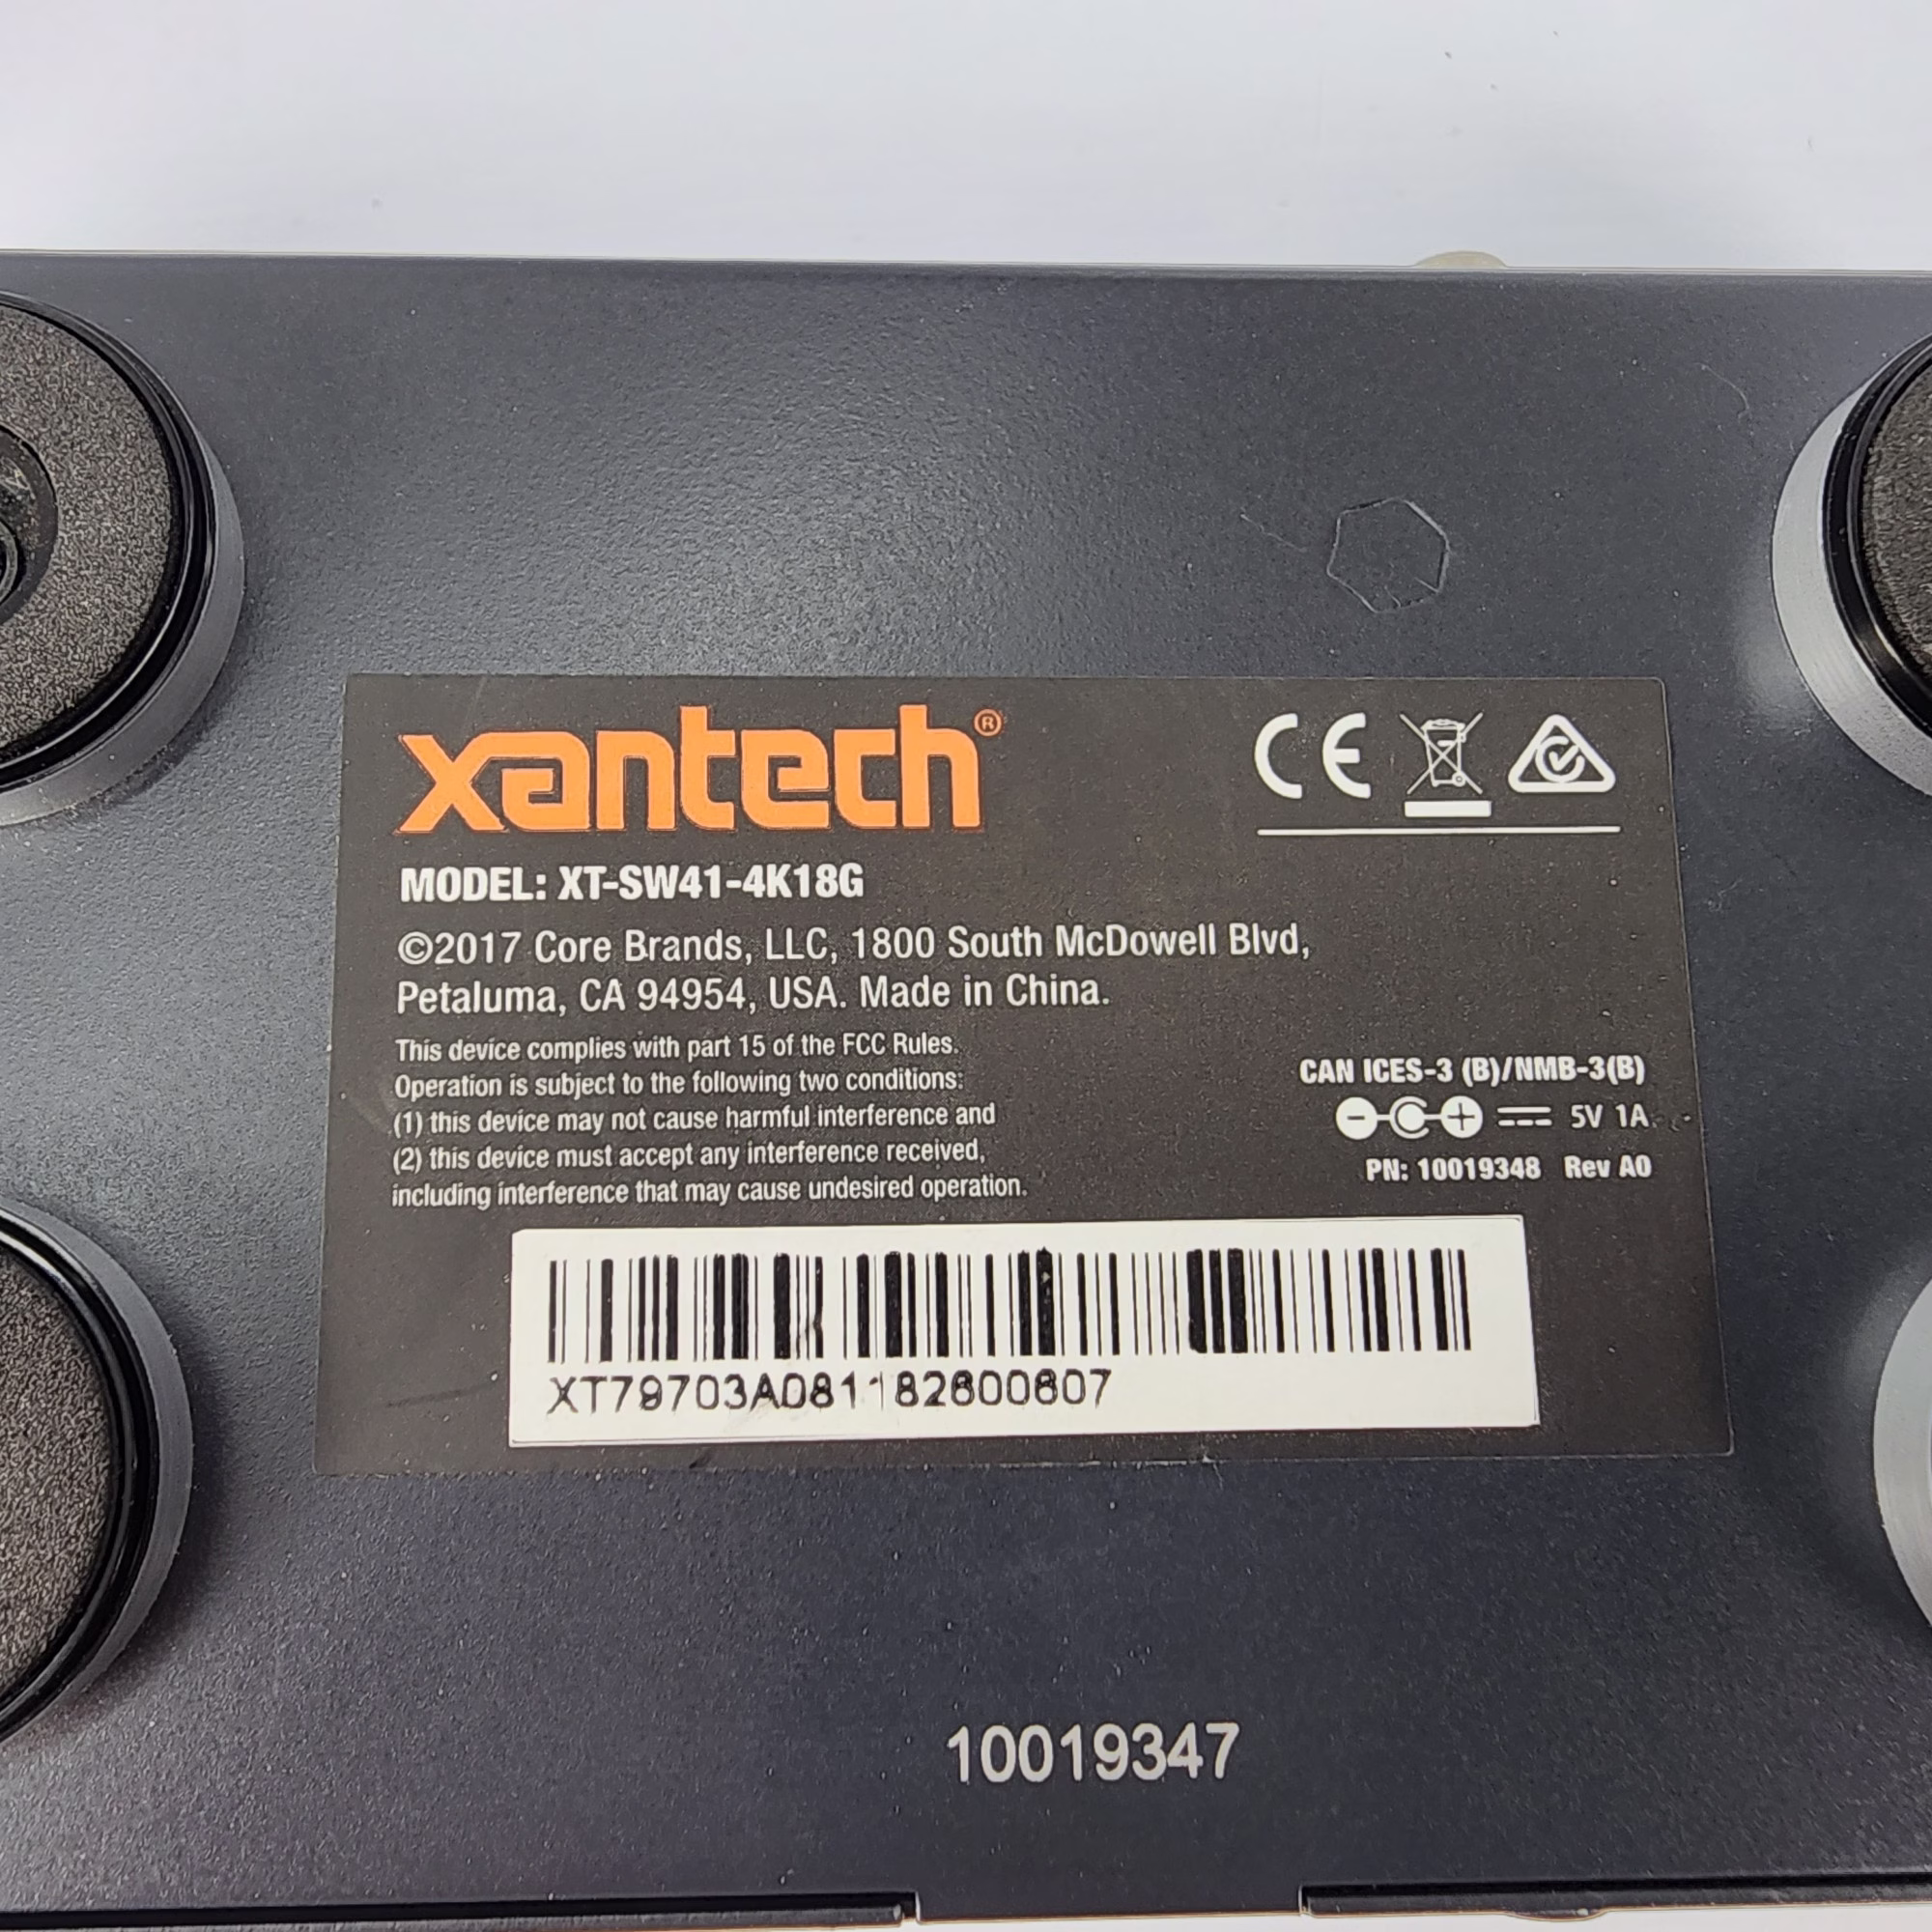 xantech®
CE
MODEL: XT-SW41-4K18G
©2017 Core Brands, LLC, 1800 South McDowell Blvd,
Petaluma, CA 94954, USA. Made in China.
This device complies with part 15 of the FCC Rules.
Operation is subject to the following two conditions:
(1) this device may not cause harmful interference and
(2) this device must accept any interference received,
including interference that may cause undesired operation.
CAN ICES-3 (B)/NMB-3(B)
5V 1A
PN: 10019348 Rev A0
XT79703A081182600607
10019347